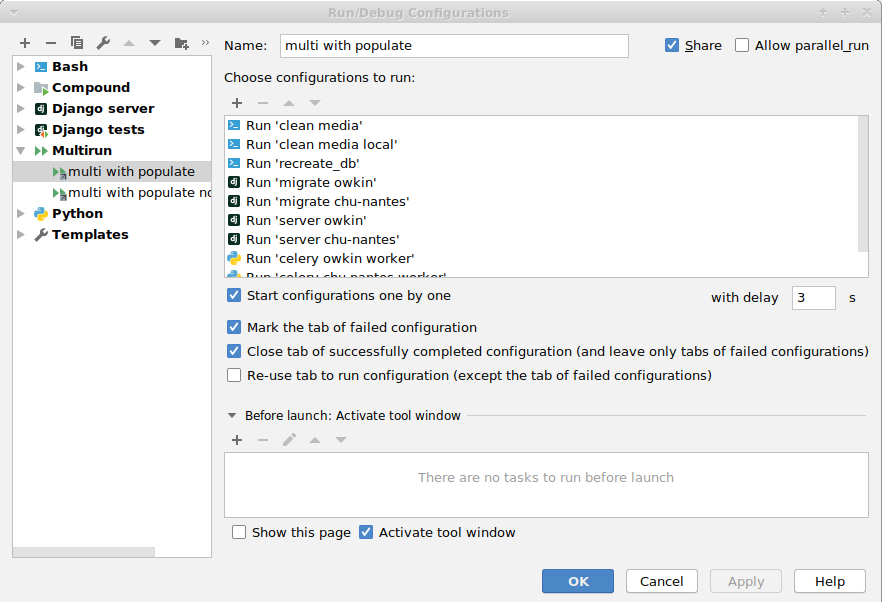 Run/Debug Configurations
Name: multi with populate Share Allow parallel run
Bash
Compound
Django server
Django tests
Multirun
multi with populate
multi with populate no
Python
Templates
Choose configurations to run:
Run 'clean media'
Run 'clean media local'
Run 'recreate_db'
Run 'migrate owkin'
Run 'migrate chu-nantes'
Run 'server owkin'
Run 'server chu-nantes'
Run 'celery owkin worker'
Run 'celery chu-nantes worker'
Start configurations one by one with delay 3 s
Mark the tab of failed configuration
Close tab of successfully completed configuration (and leave only tabs of failed configurations)
Re-use tab to run configuration (except the tab of failed configurations)
Before launch: Activate tool window
There are no tasks to run before launch
Show this page Activate tool window
OK Cancel Apply Help